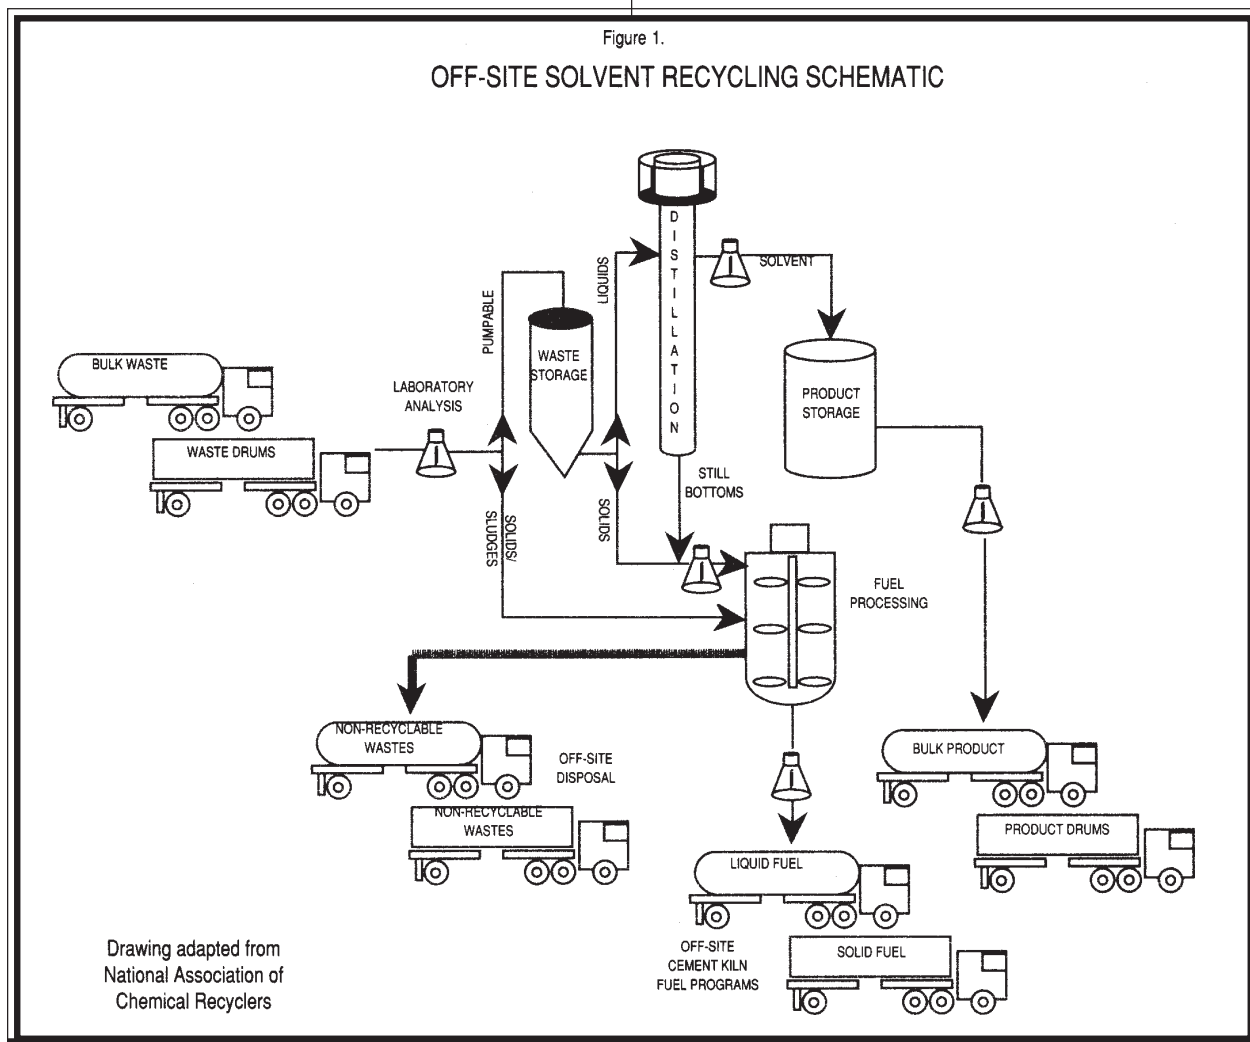 Figure 1.
OFF-SITE SOLVENT RECYCLING SCHEMATIC
DISTILLATION
SOLVENT
LIQUIDS
PUMPABLE
WASTE
STORAGE
BULK WASTE
LABORATORY
ANALYSIS
WASTE DRUMS
PRODUCT
STORAGE
STILL
BOTTOMS
SOLIDS/
SLUDGES
SOLIDS
FUEL
PROCESSING
NON-RECYCLABLE
WASTES
OFF-SITE
DISPOSAL
NON-RECYCLABLE
WASTES
BULK PRODUCT
PRODUCT DRUMS
LIQUID FUEL
OFF-SITE
CEMENT KILN
FUEL PROGRAMS
SOLID FUEL
Drawing adapted from
National Association of
Chemical Recyclers